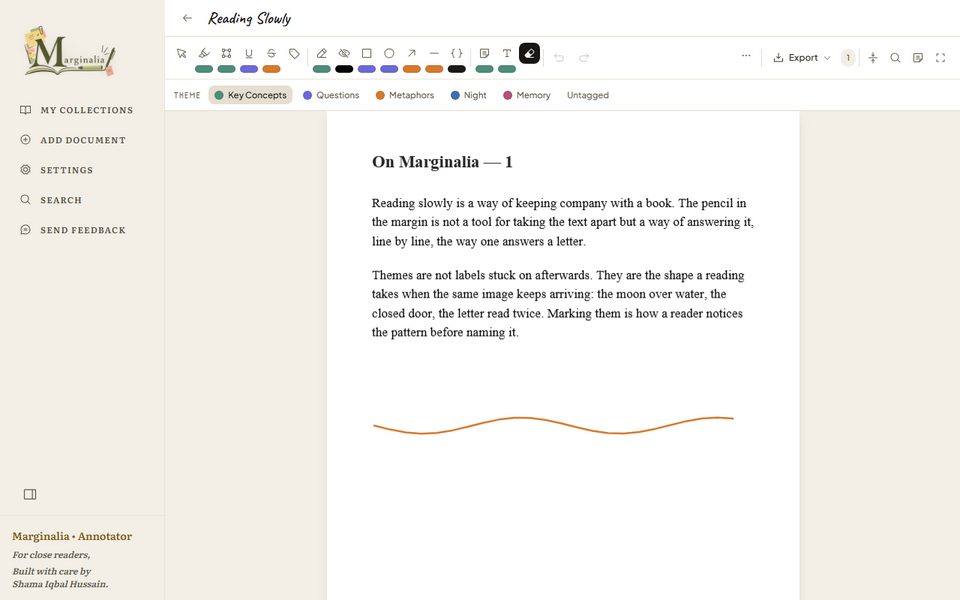 Marginalia
MY COLLECTIONS
ADD DOCUMENT
SETTINGS
SEARCH
SEND FEEDBACK
Marginalia • Annotator
For close readers,
Built with care by
Shama Iqbal Hussain.
Reading Slowly
U S T { }
Export 1
THEME Key Concepts Questions Metaphors Night Memory Untagged
On Marginalia — 1
Reading slowly is a way of keeping company with a book. The pencil in
the margin is not a tool for taking the text apart but a way of answering it,
line by line, the way one answers a letter.
Themes are not labels stuck on afterwards. They are the shape a reading
takes when the same image keeps arriving: the moon over water, the
closed door, the letter read twice. Marking them is how a reader notices
the pattern before naming it.